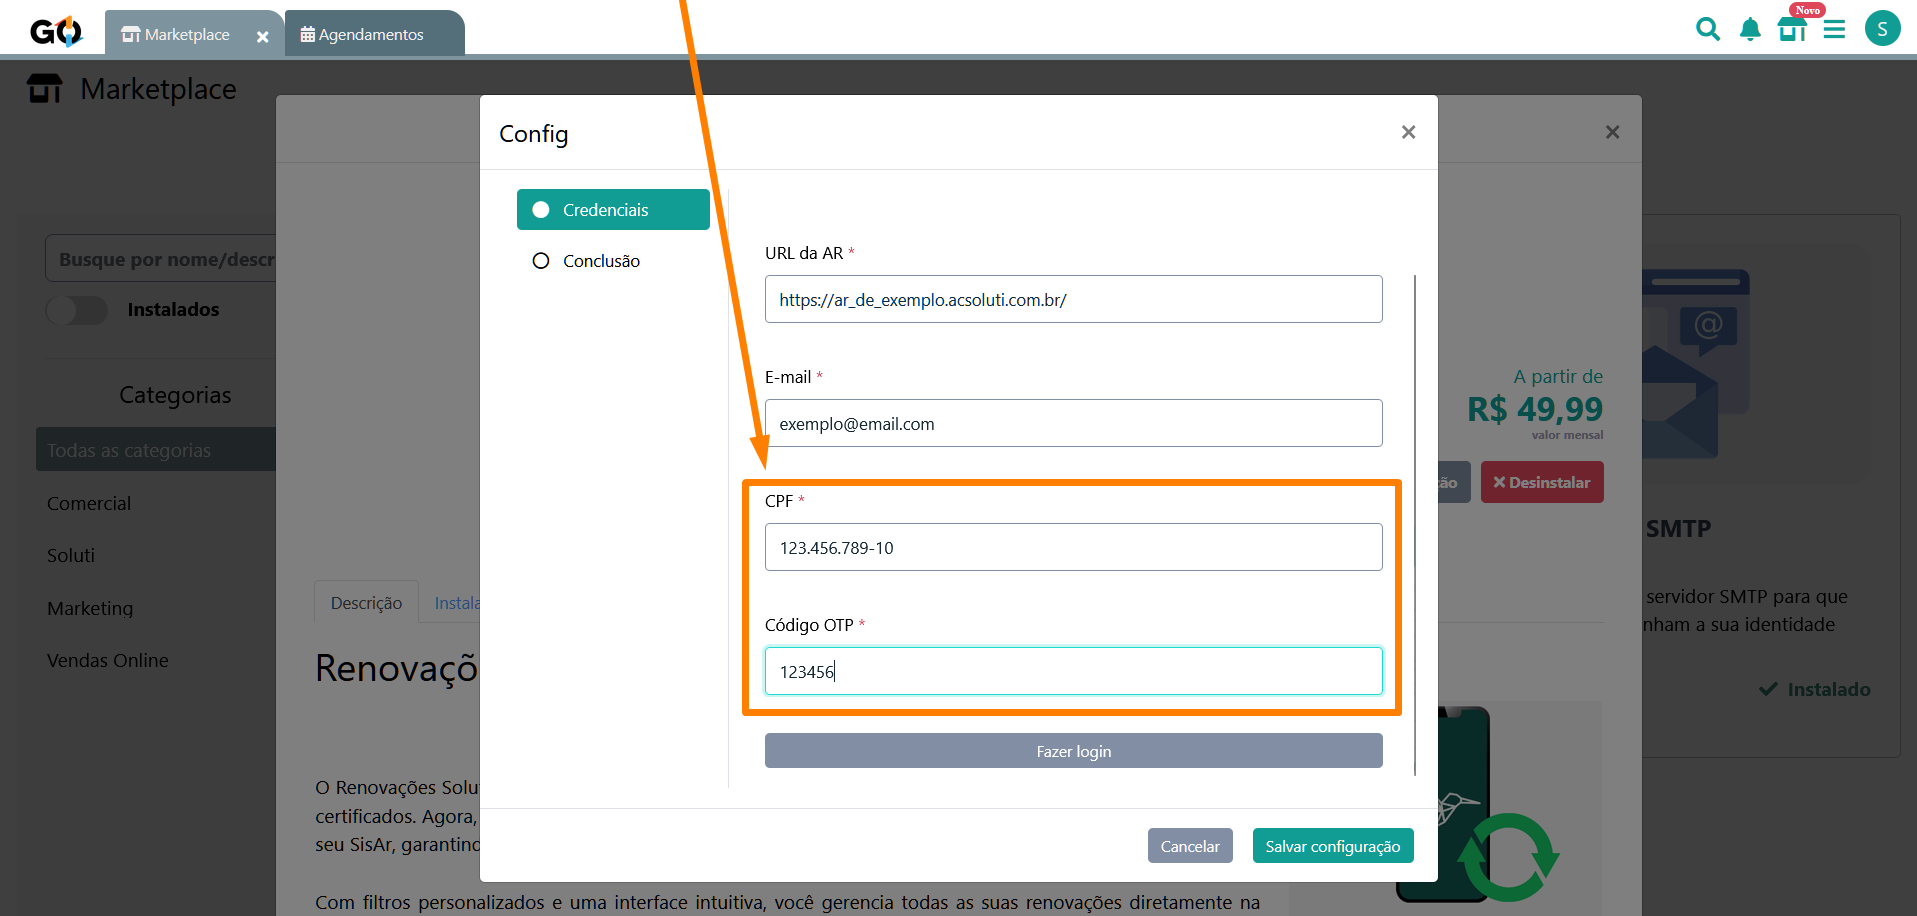 GO
Marketplace
Agendamentos
Novo
S
Marketplace
Config
Credenciais
Conclusão
URL da AR *
https://ar_de_exemplo.acsoluti.com.br/
E-mail *
exemplo@email.com
CPF *
123.456.789-10
Código OTP *
123456
Fazer login
Cancelar
Salvar configuração
Busque por nome/descr
Instalados
Categorias
Todas as categorias
Comercial
Soluti
Marketing
Vendas Online
A partir de
R$ 49,99
valor mensal
ão
Desinstalar
Descrição
Instala
Renovaçõ
O Renovações Solu
certificados. Agora,
seu SisAr, garantind
Com filtros personalizados e uma interface intuitiva, você gerencia todas as suas renovações diretamente na
@
SMTP
servidor SMTP para que
nham a sua identidade
Instalado